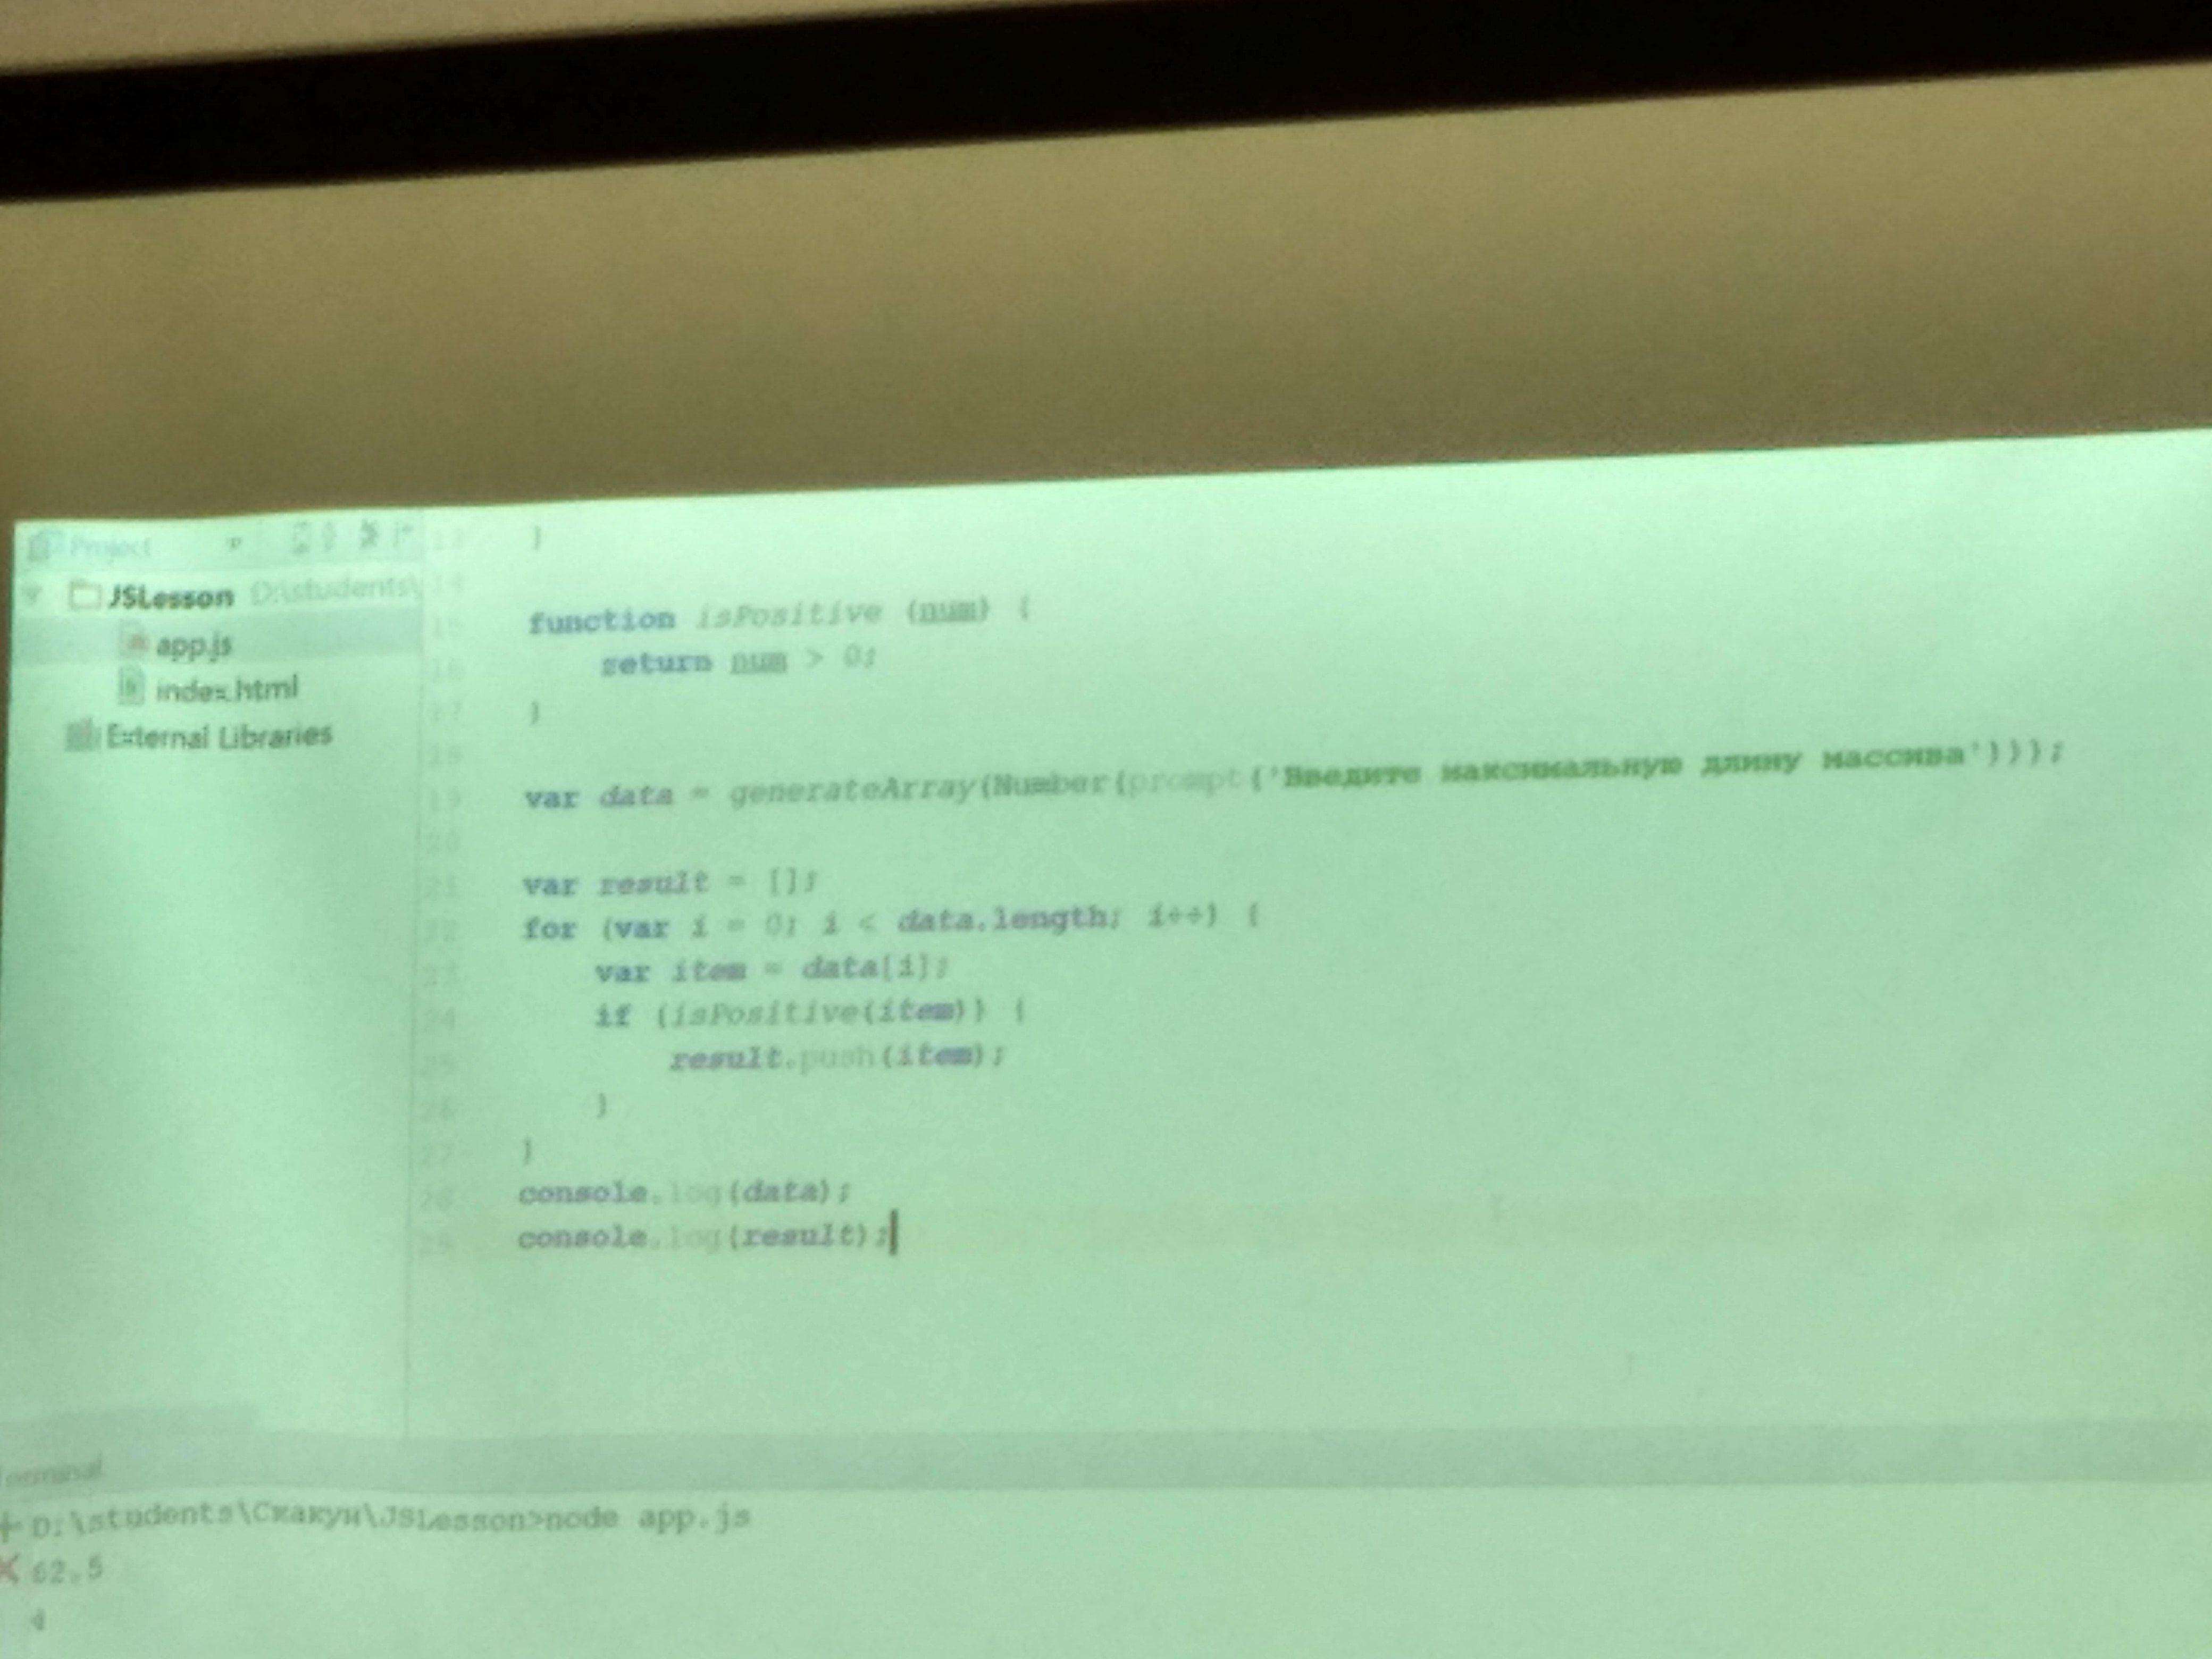 Project
JSLesson D:\students\
app.js
index.html
External Libraries
13 }
14
15 function isPositive (num) {
16 return num > 0;
17 }
18
19 var data = generateArray(Number(prompt('Введите максимальную длину массива')));
20
21 var result = [];
22 for (var i = 0; i < data.length; i++) {
23 var item = data[i];
24 if (isPositive(item)) {
25 result.push(item);
26 }
27 }
28 console.log(data);
29 console.log(result);
Terminal
D:\students\Скакун\JSLesson>node app.js
62.5
4